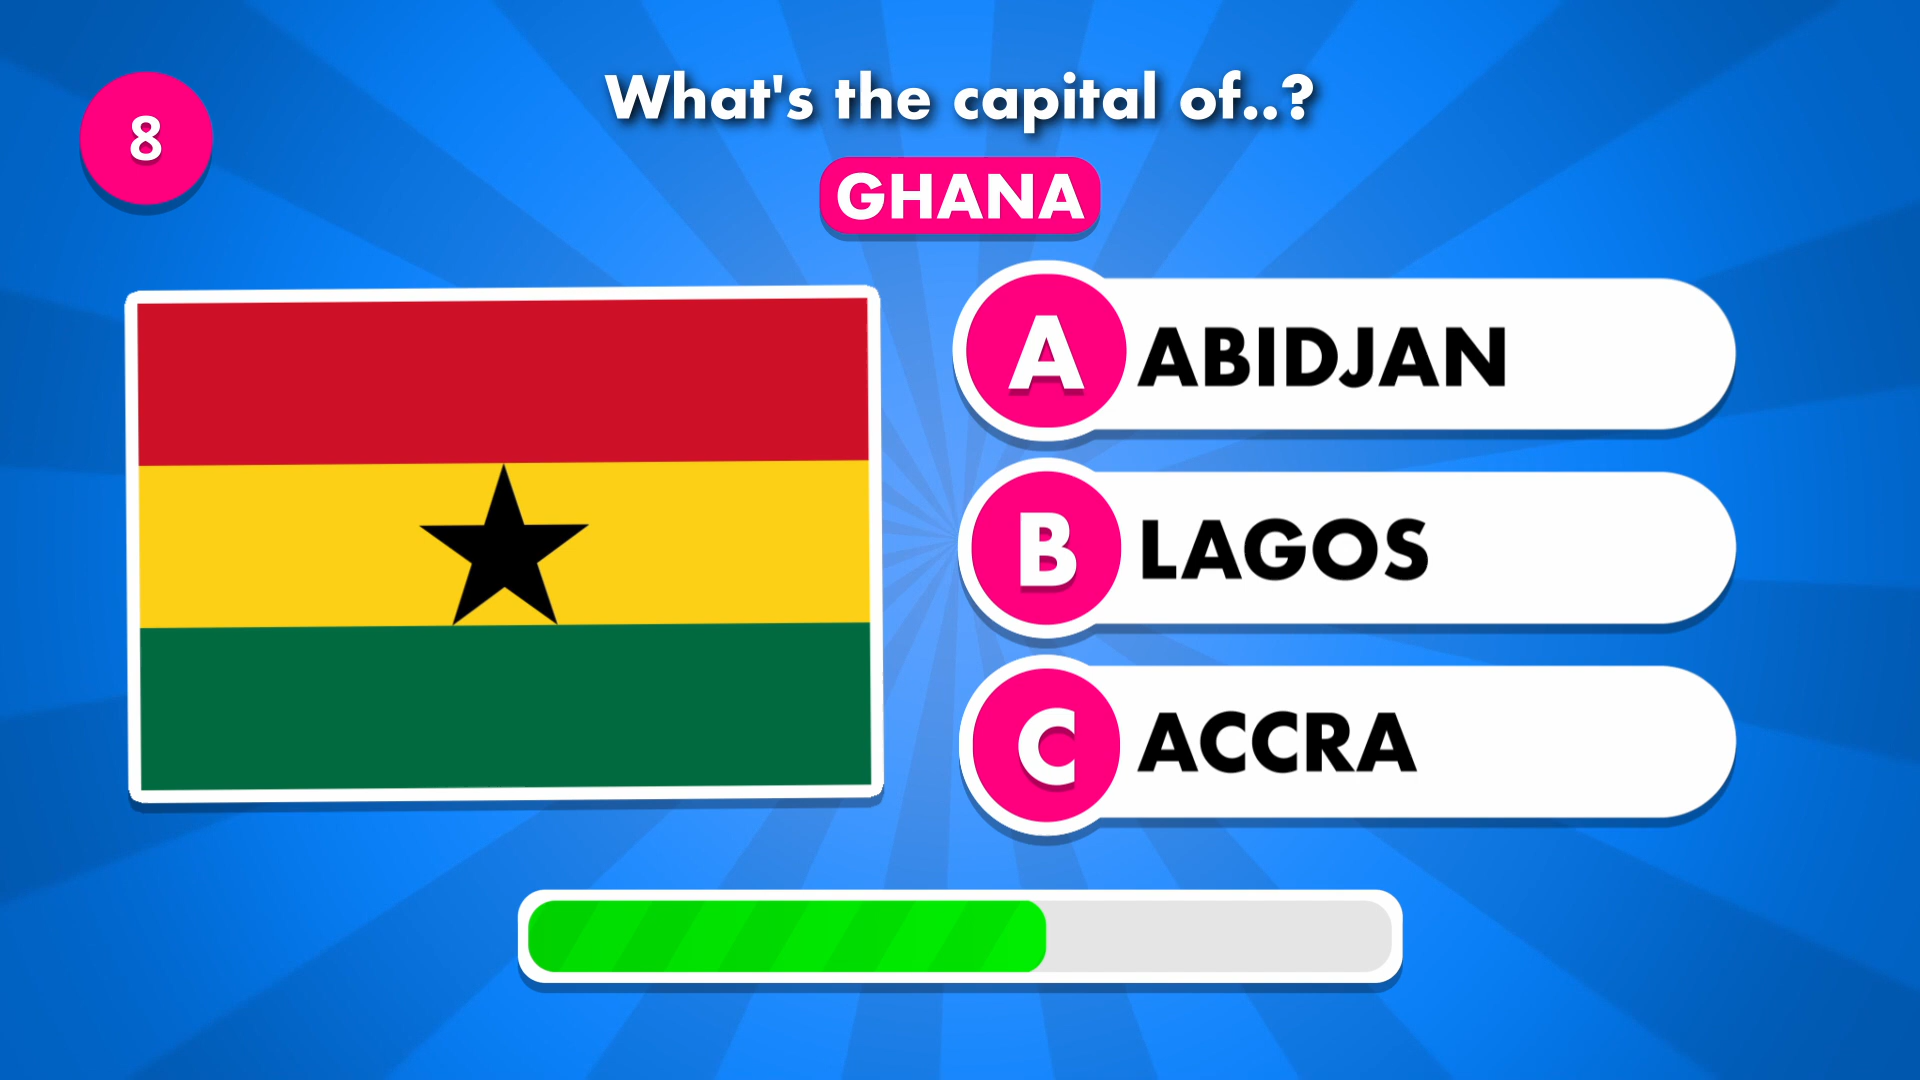 8
What's the capital of..?
GHANA
A ABIDJAN
B LAGOS
C ACCRA